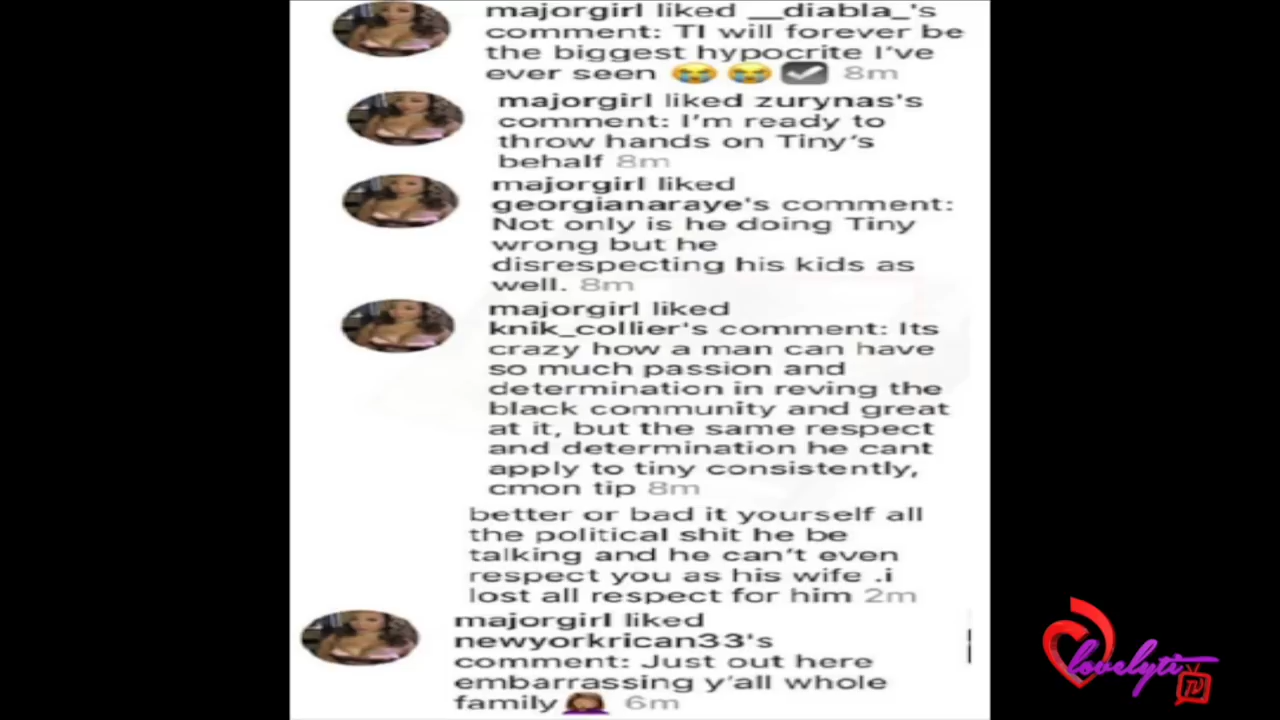 majorgirl liked __diabla_'s
comment: TI will forever be
the biggest hypocrite I've
ever seen 😭 😭 ☑ 8m
majorgirl liked zurynas's
comment: I'm ready to
throw hands on Tiny's
behalf 8m
majorgirl liked
georgianaraye's comment:
Not only is he doing Tiny
wrong but he
disrespecting his kids as
well. 8m
majorgirl liked
knik_collier's comment: Its
crazy how a man can have
so much passion and
determination in reving the
black community and great
at it, but the same respect
and determination he cant
apply to tiny consistently,
cmon tip 8m
better or bad it yourself all
the political shit he be
talking and he can't even
respect you as his wife .i
lost all respect for him 2m
majorgirl liked
newyorkrican33's
comment: Just out here
embarrassing y'all whole
family🤦🏽‍♀️ 6m
lovelyti
TV